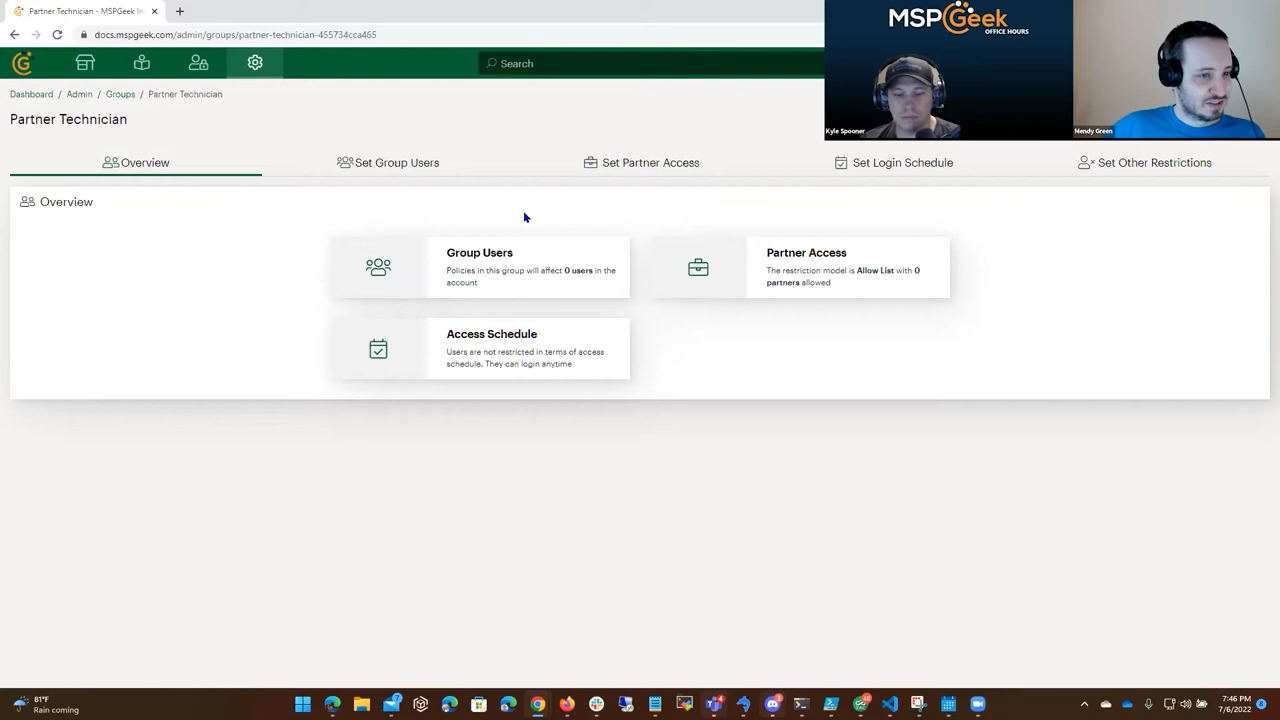 Partner Technician - MSPGeek In
docs.mspgeek.com/admin/groups/partner-technician-455734cca465
MSPGeek
OFFICE HOURS
Kyle Spooner
Mendy Green
Search
Dashboard / Admin / Groups / Partner Technician
Partner Technician
Overview
Set Group Users
Set Partner Access
Set Login Schedule
Set Other Restrictions
Overview
Group Users
Policies in this group will affect 0 users in the
account
Partner Access
The restriction model is Allow List with 0
partners allowed
Access Schedule
Users are not restricted in terms of access
schedule. They can login anytime
81°F
Rain coming
7:46 PM
7/6/2022